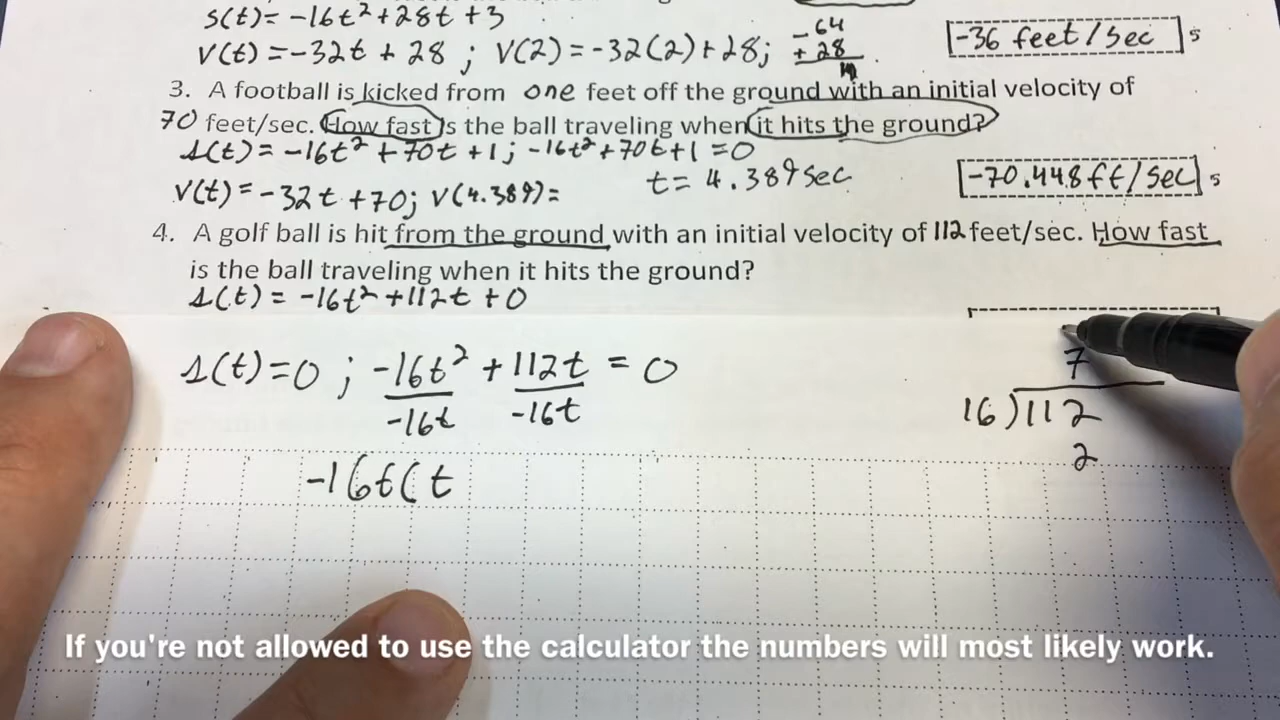 s(t)= -16t²+28t +3
v(t)=-32t + 28 ; v(2)=-32(2)+28; -64
+ 28
-36 feet/sec s
3. A football is kicked from one feet off the ground with an initial velocity of
70 feet/sec. How fast is the ball traveling when it hits the ground?
s(t)= -16t² +70t +1; -16t²+70t+1 =0
t= 4.389 sec
v(t)=-32t +70; v(4.389)=
-70.448ft/sec s
4. A golf ball is hit from the ground with an initial velocity of 112 feet/sec. How fast
is the ball traveling when it hits the ground?
s(t)= -16t² +112t +0
s(t)=0 ; -16t² +112t = 0
-16t -16t
-16t(t
7
16)112
2
If you're not allowed to use the calculator the numbers will most likely work.